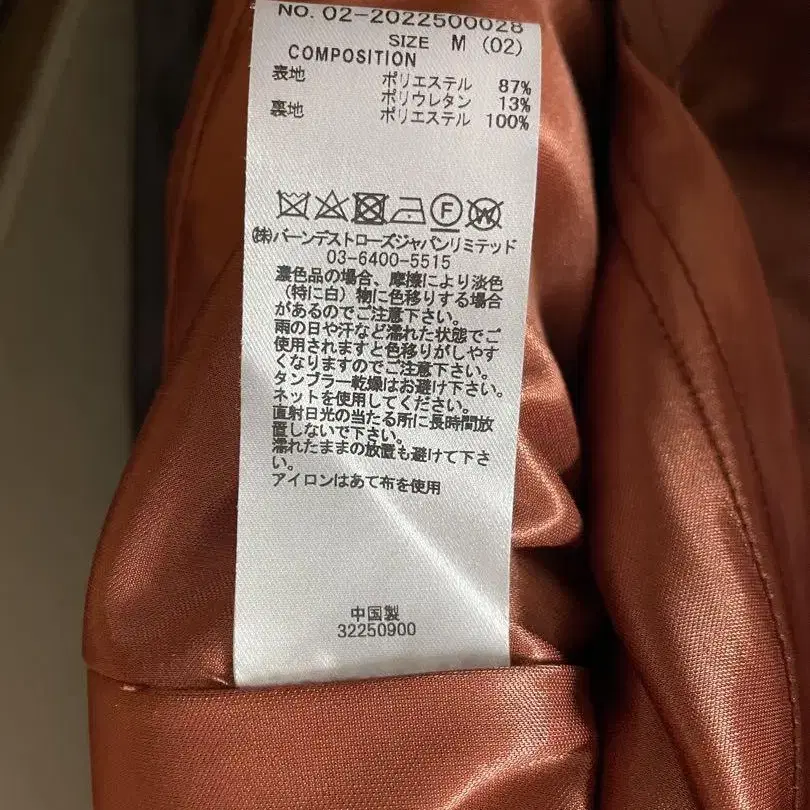 NO. 02-2022500028
SIZE M (02)
COMPOSITION
表地 ポリエステル 87%
ポリウレタン 13%
裏地 ポリエステル 100%
F W
㈱バーンデストローズジャパンリミテッド
03-6400-5515
濃色品の場合、摩擦により淡色
(特に白)物に色移りする場合
があるのでご注意下さい。
雨の日や汗など濡れた状態でご
使用されますと色移りがしやす
くなりますのでご注意下さい。
タンブラー乾燥はお避け下さい。
ネットを使用してください。
直射日光の当たる所に長時間放
置しないで下さい。
濡れたままの放置も避けて下さ
い。
アイロンはあて布を使用
中国製
32250900